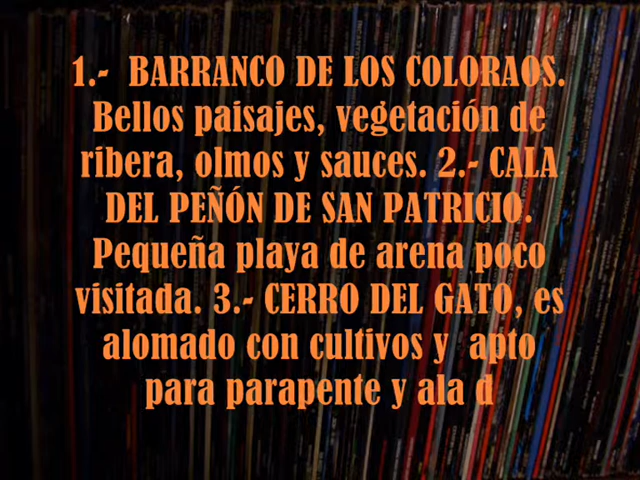 1.-  BARRANCO DE LOS COLORAOS.
Bellos paisajes, vegetación de
ribera, olmos y sauces. 2.- CALA
DEL PEÑÓN DE SAN PATRICIO.
Pequeña playa de arena poco
visitada. 3.- CERRO DEL GATO, es
alomado con cultivos y  apto
para parapente y ala d